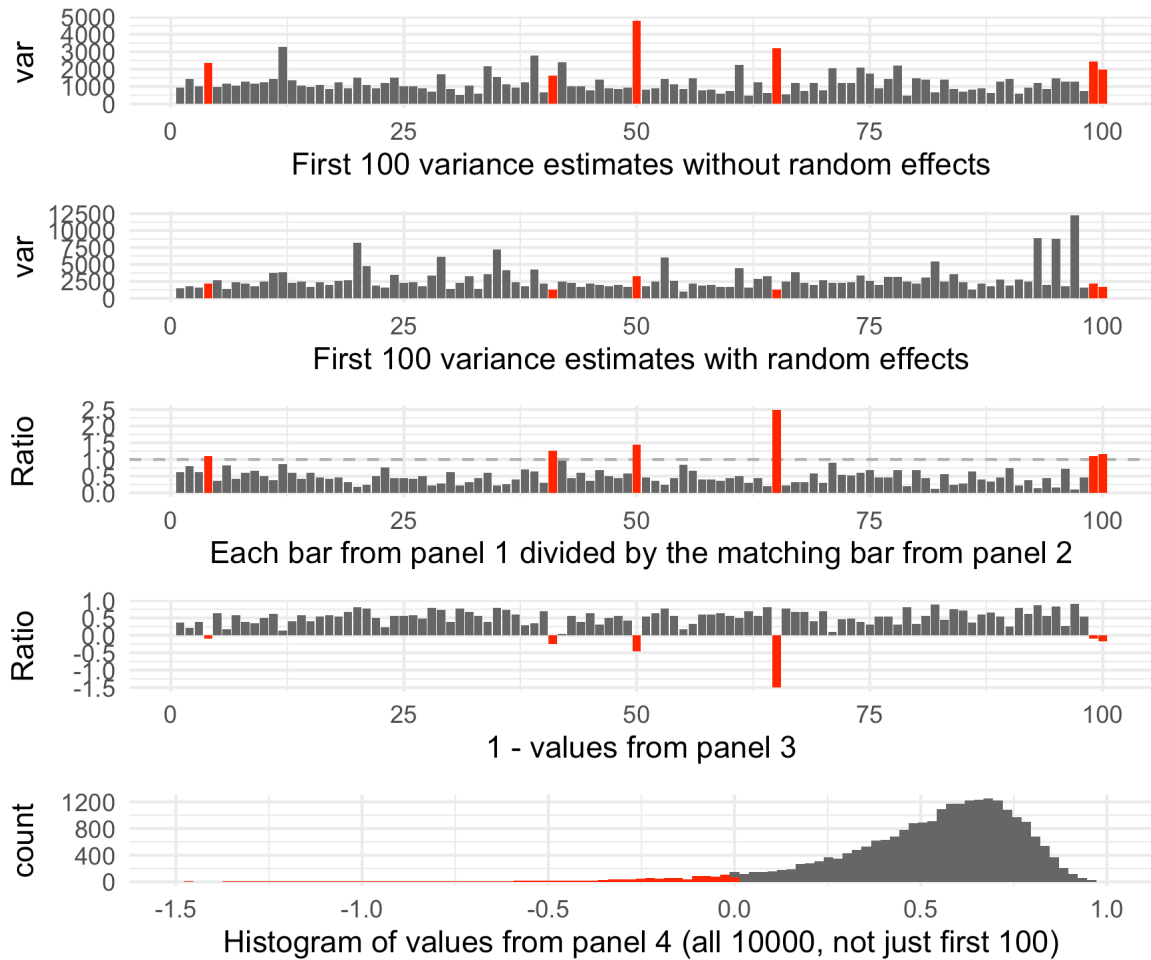 var
5000
4000
3000
2000
1000
0
0 25 50 75 100
First 100 variance estimates without random effects
var
12500
10000
7500
5000
2500
0
0 25 50 75 100
First 100 variance estimates with random effects
Ratio
2.5
2.0
1.5
1.0
0.5
0.0
0 25 50 75 100
Each bar from panel 1 divided by the matching bar from panel 2
Ratio
1.0
0.5
0.0
-0.5
-1.0
-1.5
0 25 50 75 100
1 - values from panel 3
count
1200
800
400
0
-1.5 -1.0 -0.5 0.0 0.5 1.0
Histogram of values from panel 4 (all 10000, not just first 100)